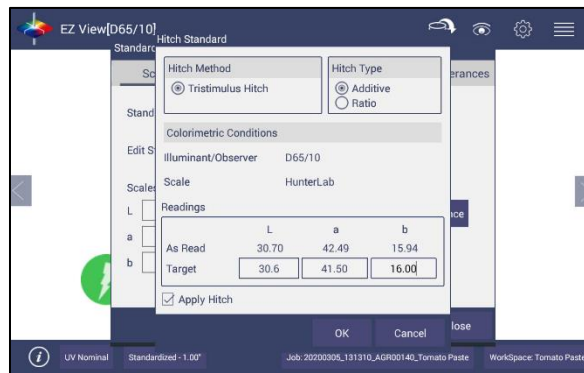 EZ View[D65/10]
Standard
Hitch Standard
Hitch Method
Tristimulus Hitch
Hitch Type
Additive
Ratio
erances
Sc
Stand
Edit S
Scales
L
a
b
Colorimetric Conditions
Illuminant/Observer D65/10
Scale HunterLab
Readings
L a b
As Read 30.70 42.49 15.94
Target 30.6 41.50 16.00
Apply Hitch
OK Cancel
nce
lose
UV Nominal Standardized - 1.00" Job: 20200305_131310_AGR00140_Tomato Paste WorkSpace: Tomato Paste